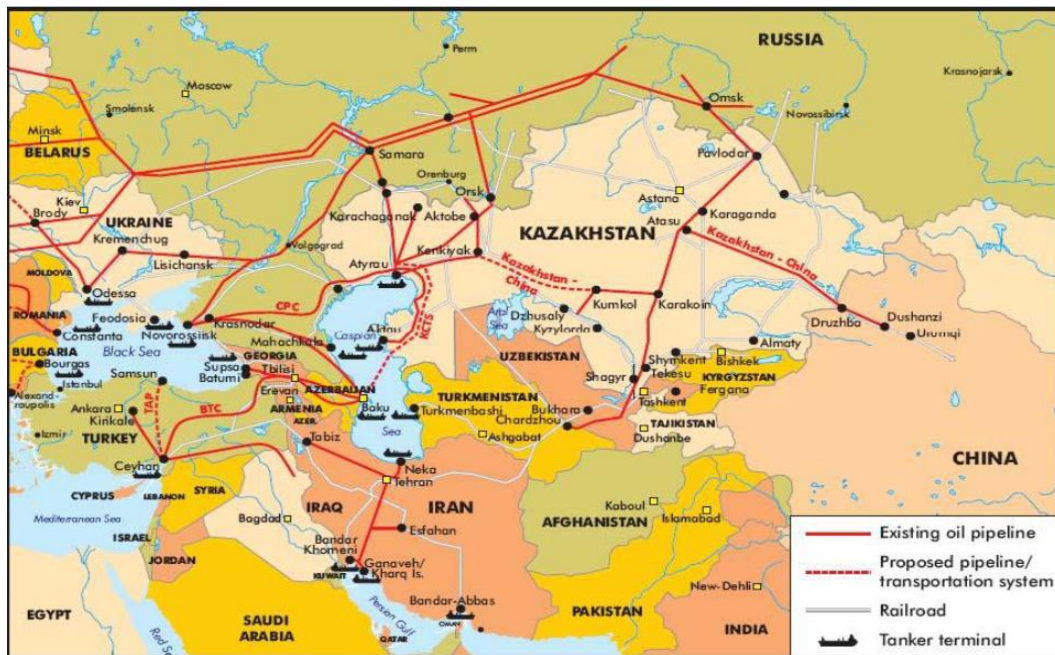 RUSSIA
Perm
Krasnojarsk
Moscow
Smolensk
Omsk
Novossibirsk
Minsk
BELARUS
Samara
Pavlodar
Orenburg
Orsk
Astana
Kiev
Brody
UKRAINE
Karachaganak
Aktobe
Atasu
Karaganda
Kremenchug
Volgograd
KAZAKHSTAN
Lisichansk
Kenkiyak
Kazakhstan - China
MOLDOVA
Atyrau
Kazakhstan -
China
Odessa
CPC
KCTS
ROMANIA
Feodosia
Krasnodar
Aral
Sea
Dzhusaly
Kumkol
Karakoin
Druzhba
Dushanzi
Constanta
Novorossiisk
Caspian
Aktau
Kyzylorda
Urumqi
Black Sea
Mahachkala
Almaty
BULGARIA
GEORGIA
UZBEKISTAN
Bourgas
Supsa
Tbilisi
Shymkent
Bishkek
Samsun
Batumi
Tekesu
KYRGYZSTAN
Istanbul
Erevan
AZERBAIJAN
Shagyr
Alexand-
roupolis
TAP
BTC
ARMENIA
TURKMENISTAN
Tashkent
Fergana
Ankara
Baku
Turkmenbashi
Bukhara
Kirikale
AZER.
Chardzhou
TAJIKISTAN
Izmir
TURKEY
Tabiz
Sea
Ashgabat
Dushanbe
Ceyhan
Neka
CHINA
Tehran
CYPRUS
SYRIA
LEBANON
IRAQ
IRAN
Kaboul
Mediterranean Sea
Bagdad
Esfahan
AFGHANISTAN
Islamabad
ISRAEL
Bandar
Khomeni
JORDAN
Ganaveh/
Kharq Is.
KUWAIT
New-Dehli
EGYPT
Bandar-Abbas
PAKISTAN
SAUDI
ARABIA
Persian Gulf
OMAN
INDIA
Red Se
QATAR
Existing oil pipeline
Proposed pipeline/
transportation system
Railroad
Tanker terminal